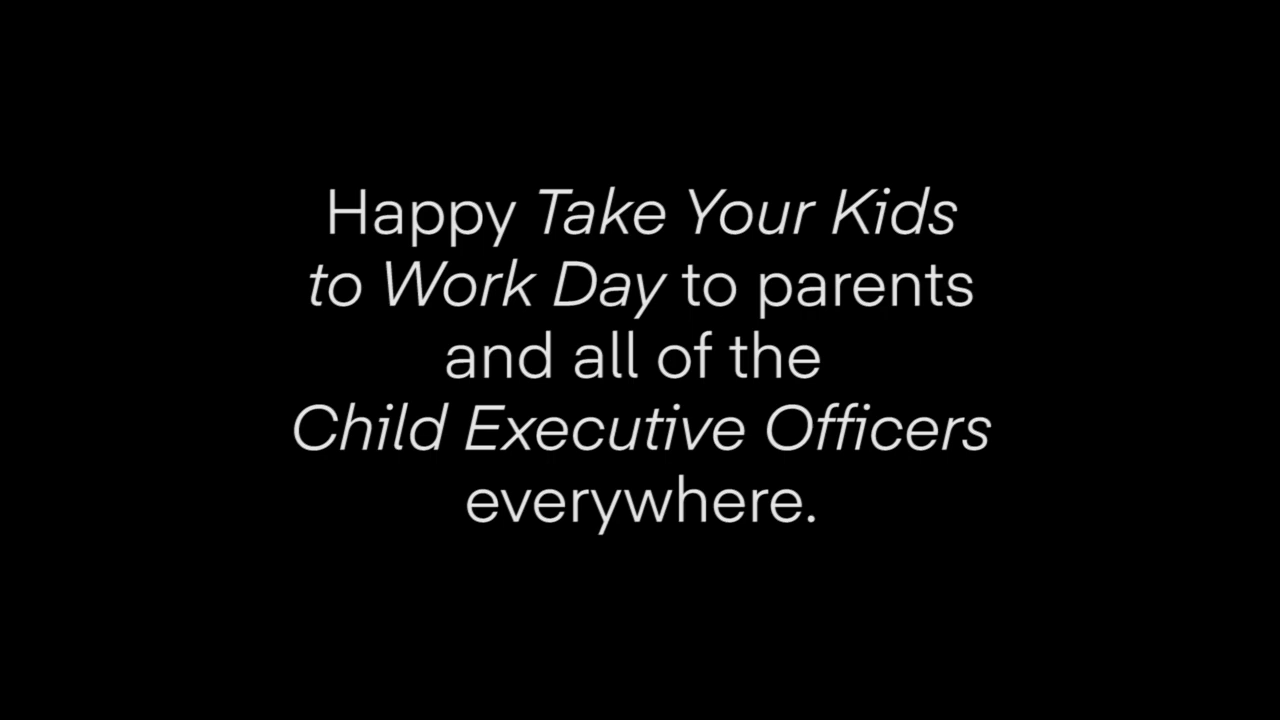 Happy Take Your Kids
to Work Day to parents
and all of the
Child Executive Officers
everywhere.